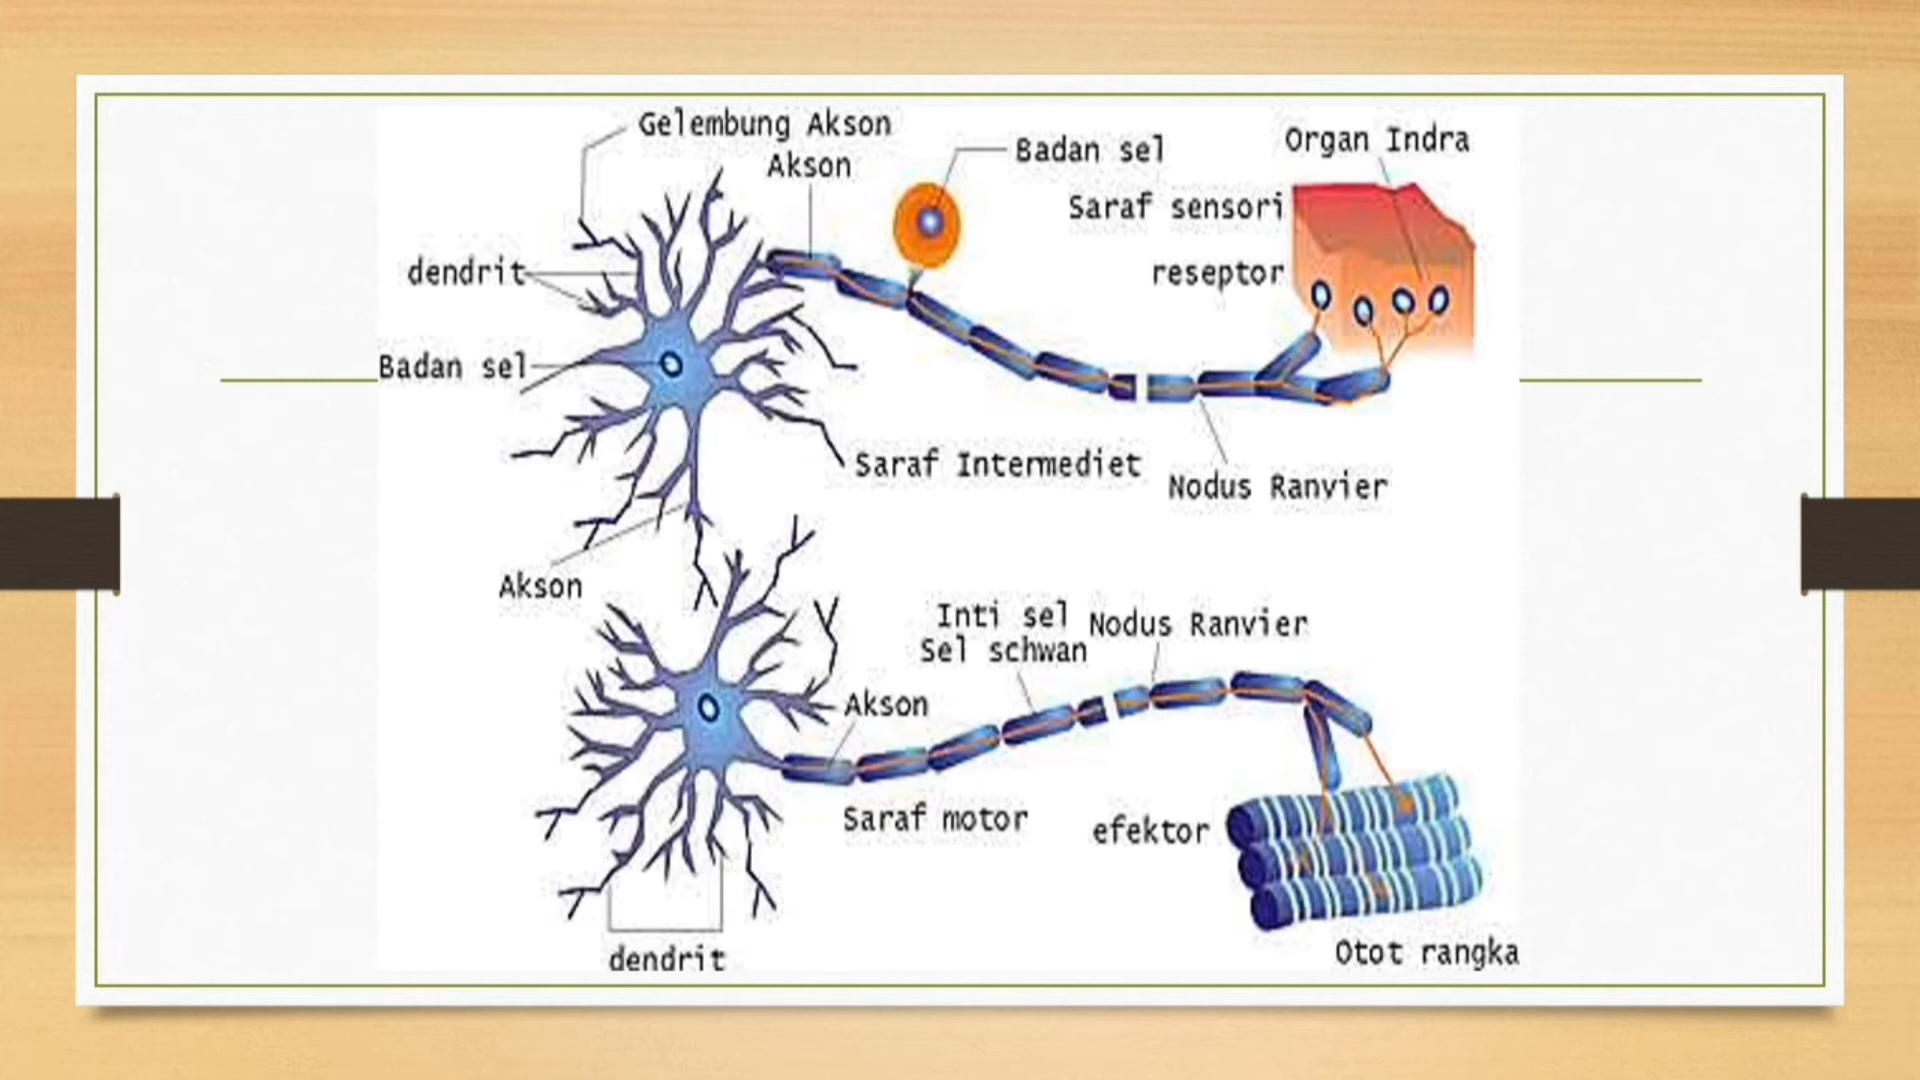 Gelembung Akson
Akson
Badan sel
Organ Indra
Saraf sensori
reseptor
dendrit
Badan sel
Saraf Intermediet
Nodus Ranvier
Akson
Inti sel
Sel schwan
Nodus Ranvier
Akson
Saraf motor
efektor
dendrit
Otot rangka